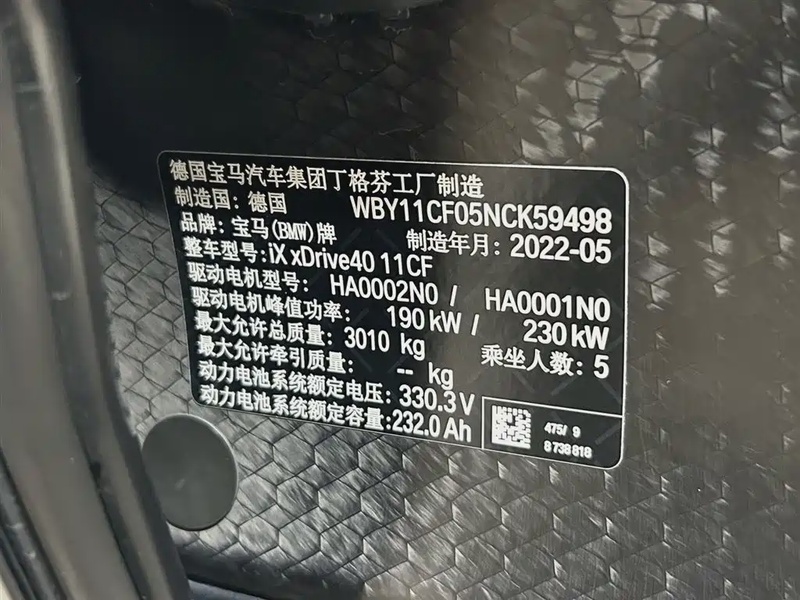 德国宝马汽车集团丁格芬工厂制造
制造国: 德国 WBY11CF05NCK59498
品牌: 宝马(BMW)牌 制造年月: 2022-05
整车型号: iX xDrive40 11CF
驱动电机型号: HA0002N0 / HA0001N0
驱动电机峰值功率: 190 kW / 230 kW
最大允许总质量: 3010 kg 乘坐人数: 5
最大允许牵引质量: -- kg
动力电池系统额定电压: 330.3 V
动力电池系统额定容量: 232.0 Ah
475/ 9
8 738 818